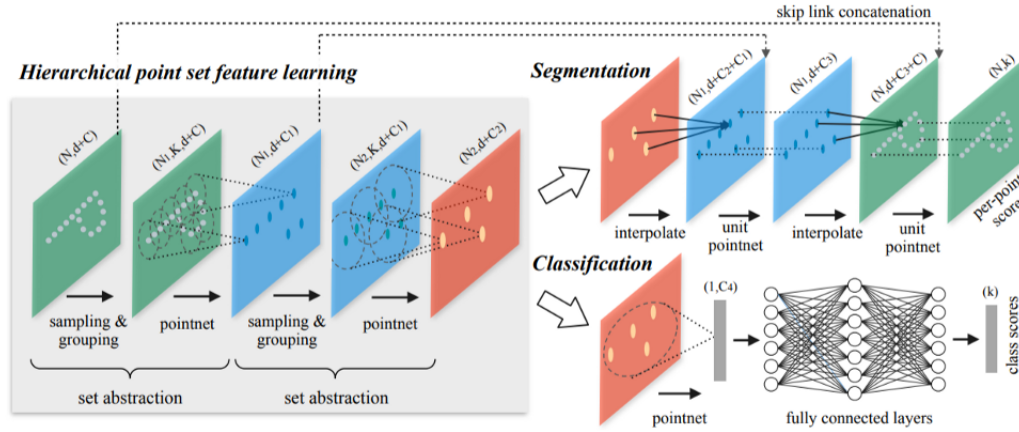 skip link concatenation
Hierarchical point set feature learning
(N,d+C)
(N1,K,d+C)
(N1,d+C1)
(N2,K,d+C1)
(N2,d+C2)
sampling &
grouping
pointnet
sampling &
grouping
pointnet
set abstraction
set abstraction
Segmentation
(N1,d+C2+C1)
(N1,d+C3)
(N,d+C3+C)
(N,k)
interpolate
unit
pointnet
interpolate
unit
pointnet
per-point
scores
Classification
(1,C4)
(k)
class scores
pointnet
fully connected layers